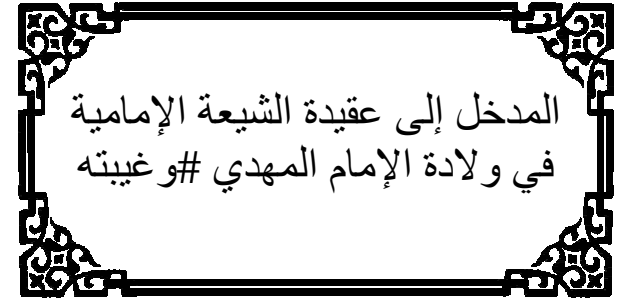 المدخل إلى عقيدة الشيعة الإمامية
في ولادة الإمام المهدي #وغيبته